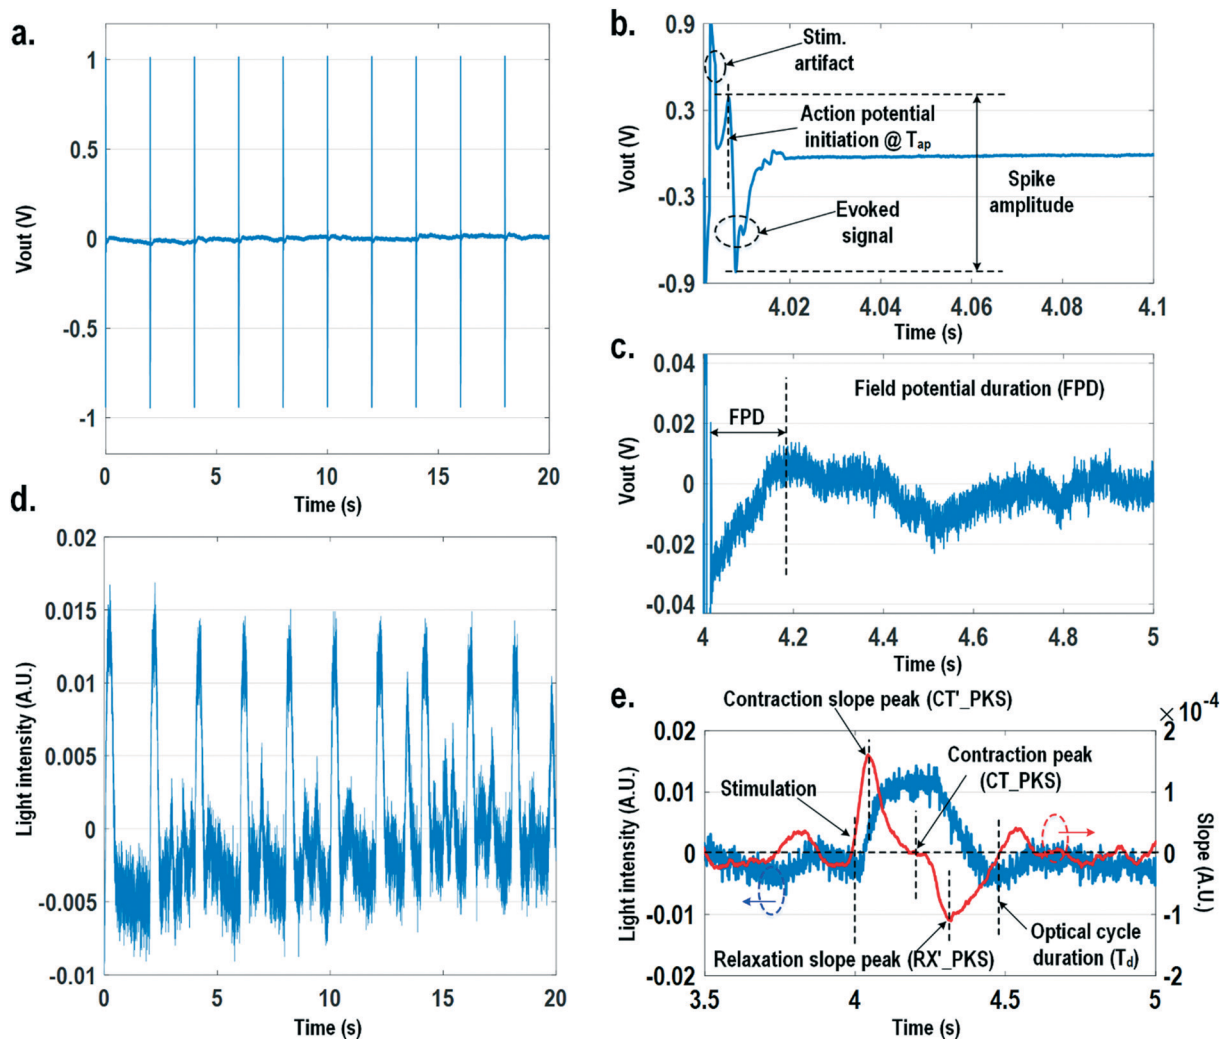 a.
1
0.5
0
-0.5
-1
Vout (V)
0
5
10
15
20
Time (s)
b.
0.9
0.3
-0.3
-0.9
Vout (V)
Stim.
artifact
Action potential
initiation @ Tap
Evoked
signal
Spike
amplitude
4.02
4.04
4.06
4.08
4.1
Time (s)
c.
0.04
0.02
0
-0.02
-0.04
Vout (V)
Field potential duration (FPD)
FPD
4
4.2
4.4
4.6
4.8
5
Time (s)
d.
0.02
0.015
0.01
0.005
0
-0.005
-0.01
Light intensity (A.U.)
0
5
10
15
20
Time (s)
e.
0.02
0.01
0
-0.01
-0.02
Light intensity (A.U.)
Contraction slope peak (CT'_PKS)
Contraction peak
(CT_PKS)
Stimulation
Relaxation slope peak (RX'_PKS)
Optical cycle
duration (Td)
× 10-4
2
1
0
-1
-2
Slope (A.U.)
3.5
4
4.5
5
Time (s)